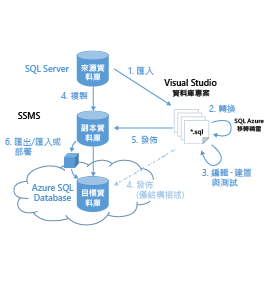 SQL Server
來源資
料庫
1. 匯入
Visual Studio
資料庫專案
4. 複製
2. 轉換
SSMS
*.sql
SQL Azure
移轉精靈
副本資
料庫
5. 發佈
6. 匯出/匯入或
部署
3. 編輯、建置
與測試
Azure SQL
Database
目標資
料庫
4. 發佈
(僅結構描述)